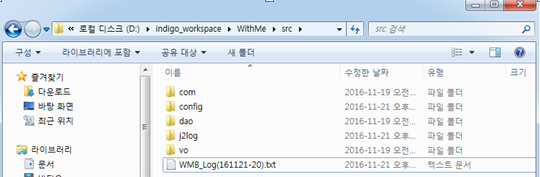 로컬 디스크 (D:) ▸ indigo_workspace ▸ WithMe ▸ src ▸
src 검색
구성 ▾ 라이브러리에 포함 ▾ 공유 대상 ▾ 새 폴더
즐겨찾기
다운로드
바탕 화면
최근 위치
라이브러리
문서
이름 수정한 날짜 유형 크기
com 2016-11-19 오전... 파일 폴더
config 2016-11-21 오후... 파일 폴더
dao 2016-11-19 오전... 파일 폴더
j2log 2016-11-21 오후... 파일 폴더
vo 2016-11-19 오전... 파일 폴더
WMB_Log(161121-20).txt 2016-11-21 오후... 텍스트 문서